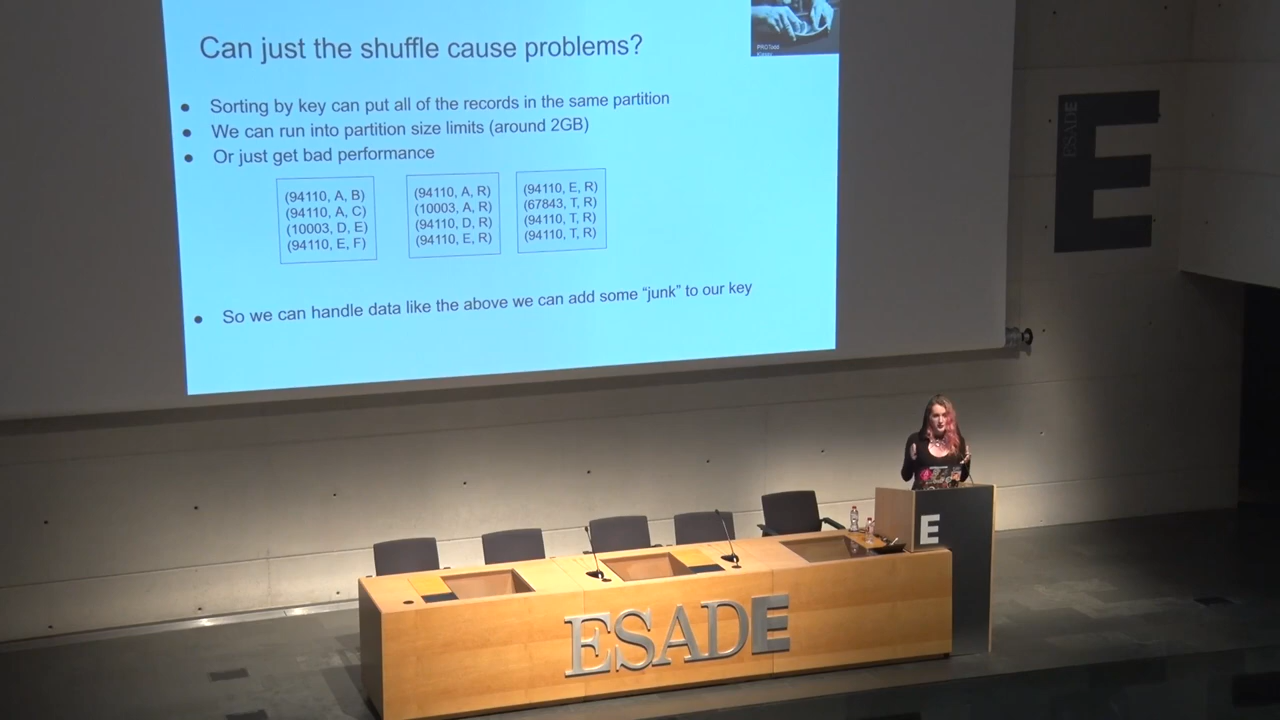 Can just the shuffle cause problems?
PROTodd
● Sorting by key can put all of the records in the same partition
● We can run into partition size limits (around 2GB)
● Or just get bad performance
(94110, A, B)
(94110, A, C)
(10003, D, E)
(94110, E, F)
(94110, A, R)
(10003, A, R)
(94110, D, R)
(94110, E, R)
(94110, E, R)
(67843, T, R)
(94110, T, R)
(94110, T, R)
● So we can handle data like the above we can add some “junk” to our key
ESADE
E
E
ESADE